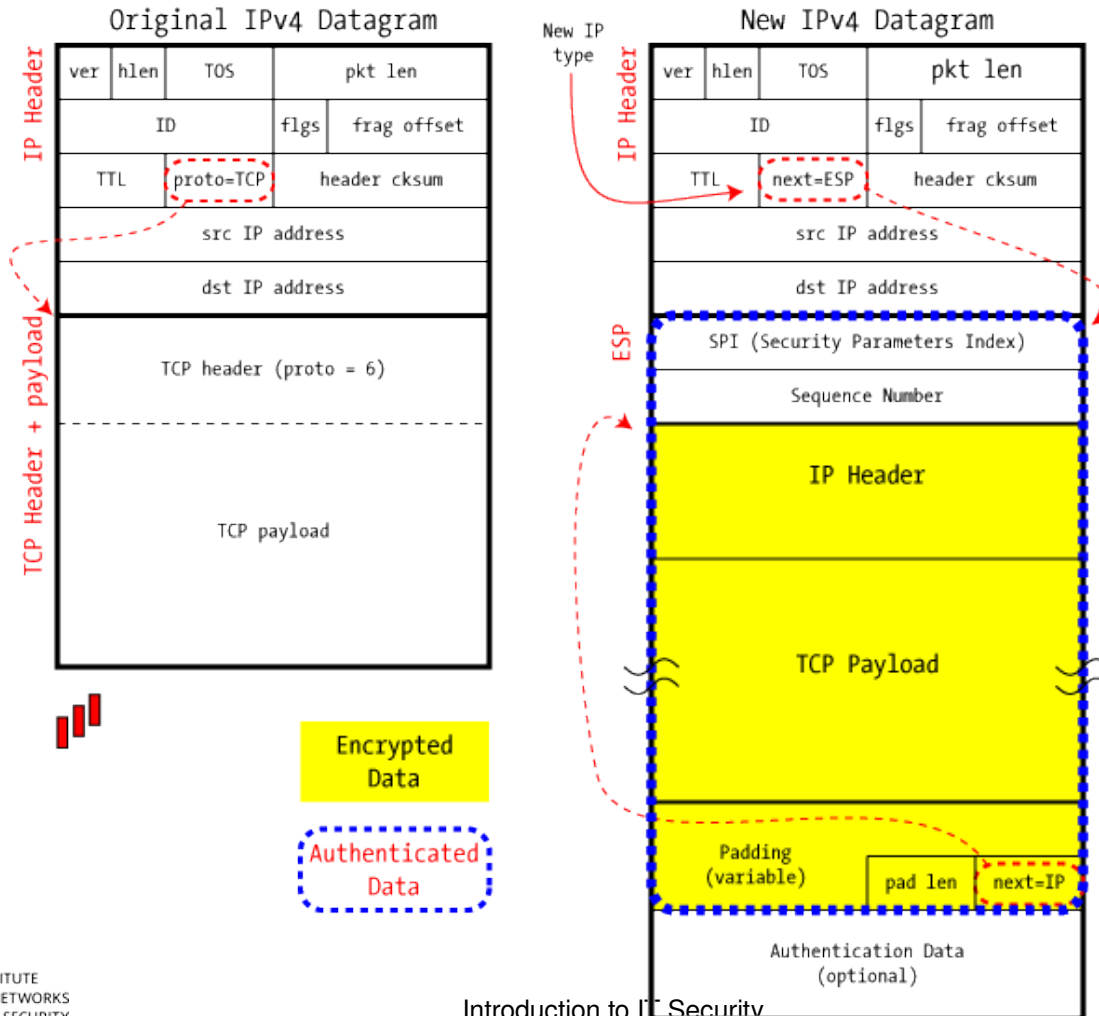 Original IPv4 Datagram
IP Header
ver hlen TOS pkt len
ID flgs frag offset
TTL proto=TCP header cksum
src IP address
dst IP address
TCP Header + payload
TCP header (proto = 6)
TCP payload
Encrypted
Data
Authenticated
Data
New IPv4 Datagram
New IP
type
IP Header
ver hlen TOS pkt len
ID flgs frag offset
TTL next=ESP header cksum
src IP address
dst IP address
ESP
SPI (Security Parameters Index)
Sequence Number
IP Header
TCP Payload
Padding
(variable)
pad len next=IP
Authentication Data
(optional)
ITUTE
ETWORKS
SECURITY
Introduction to IT Security